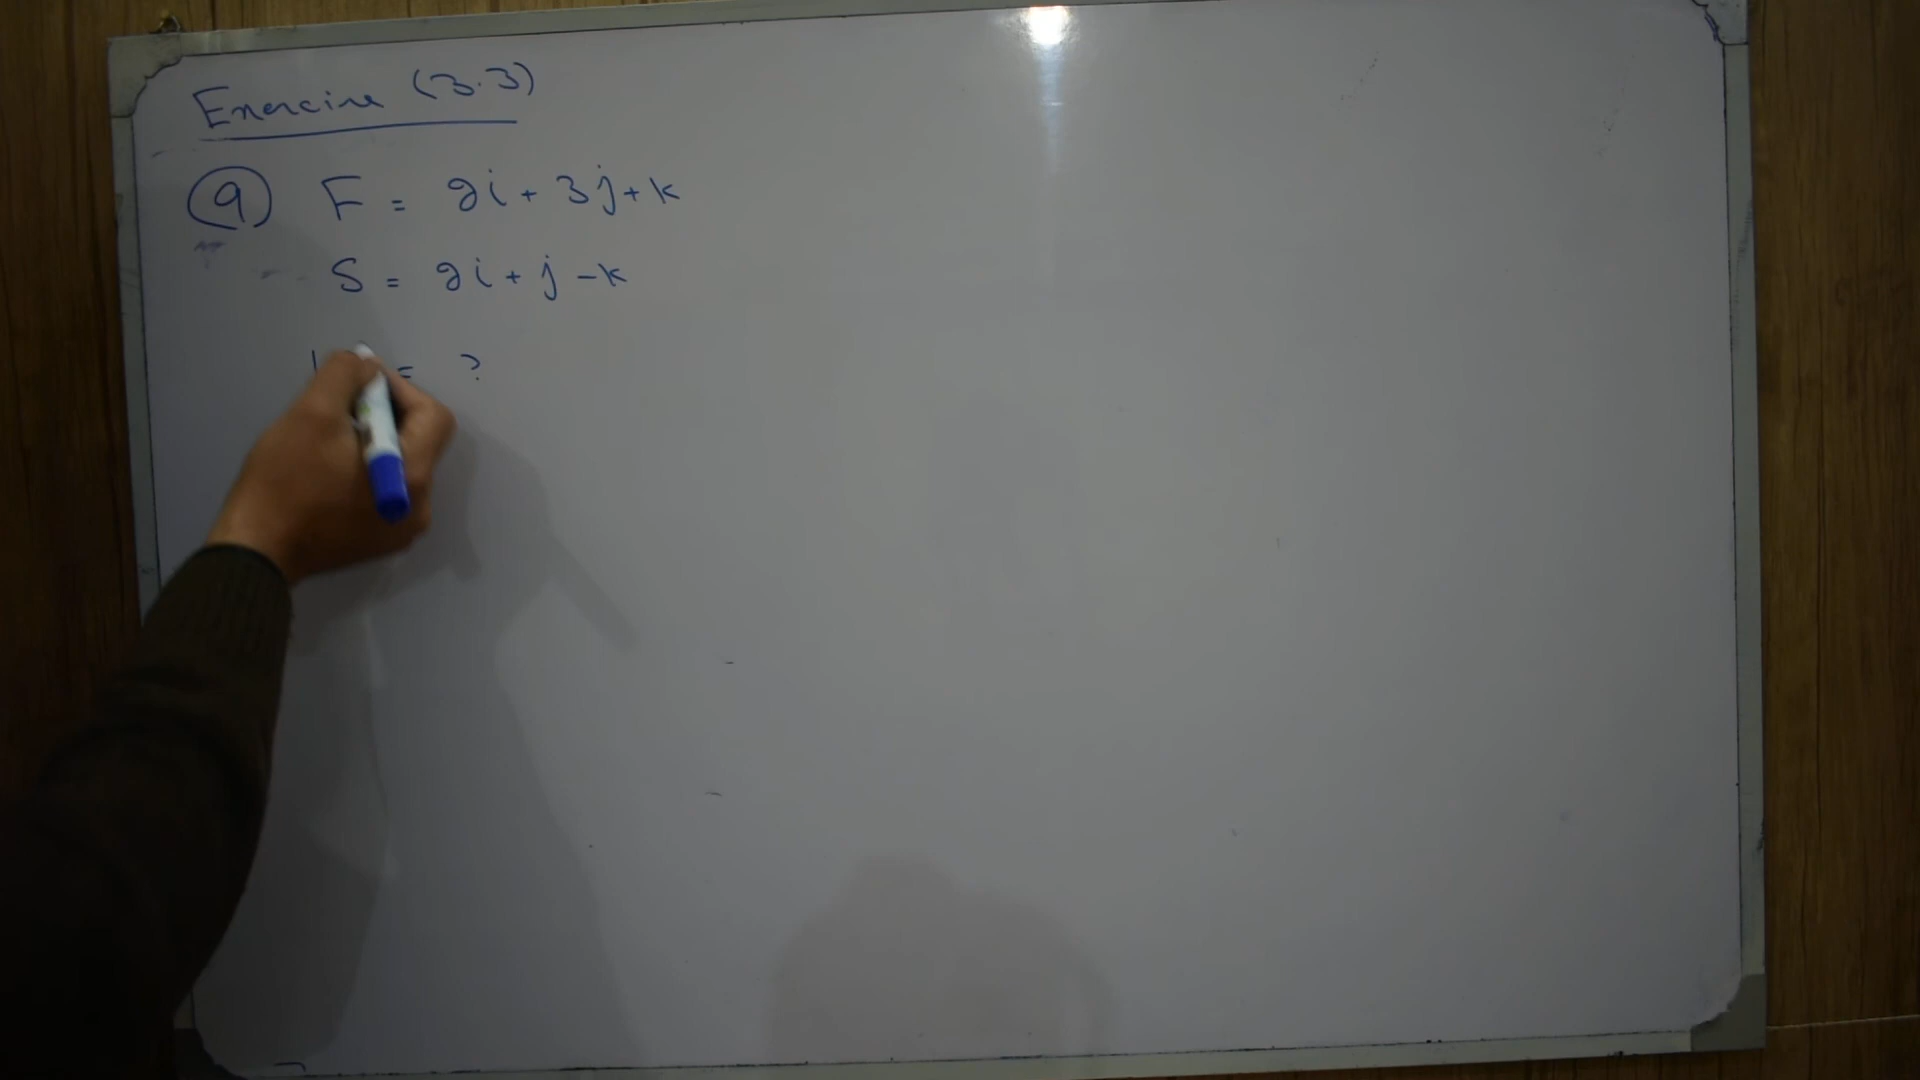 Exercise (3.3)
9 F = 2i + 3j + k
S = 2i + j - k
= ?